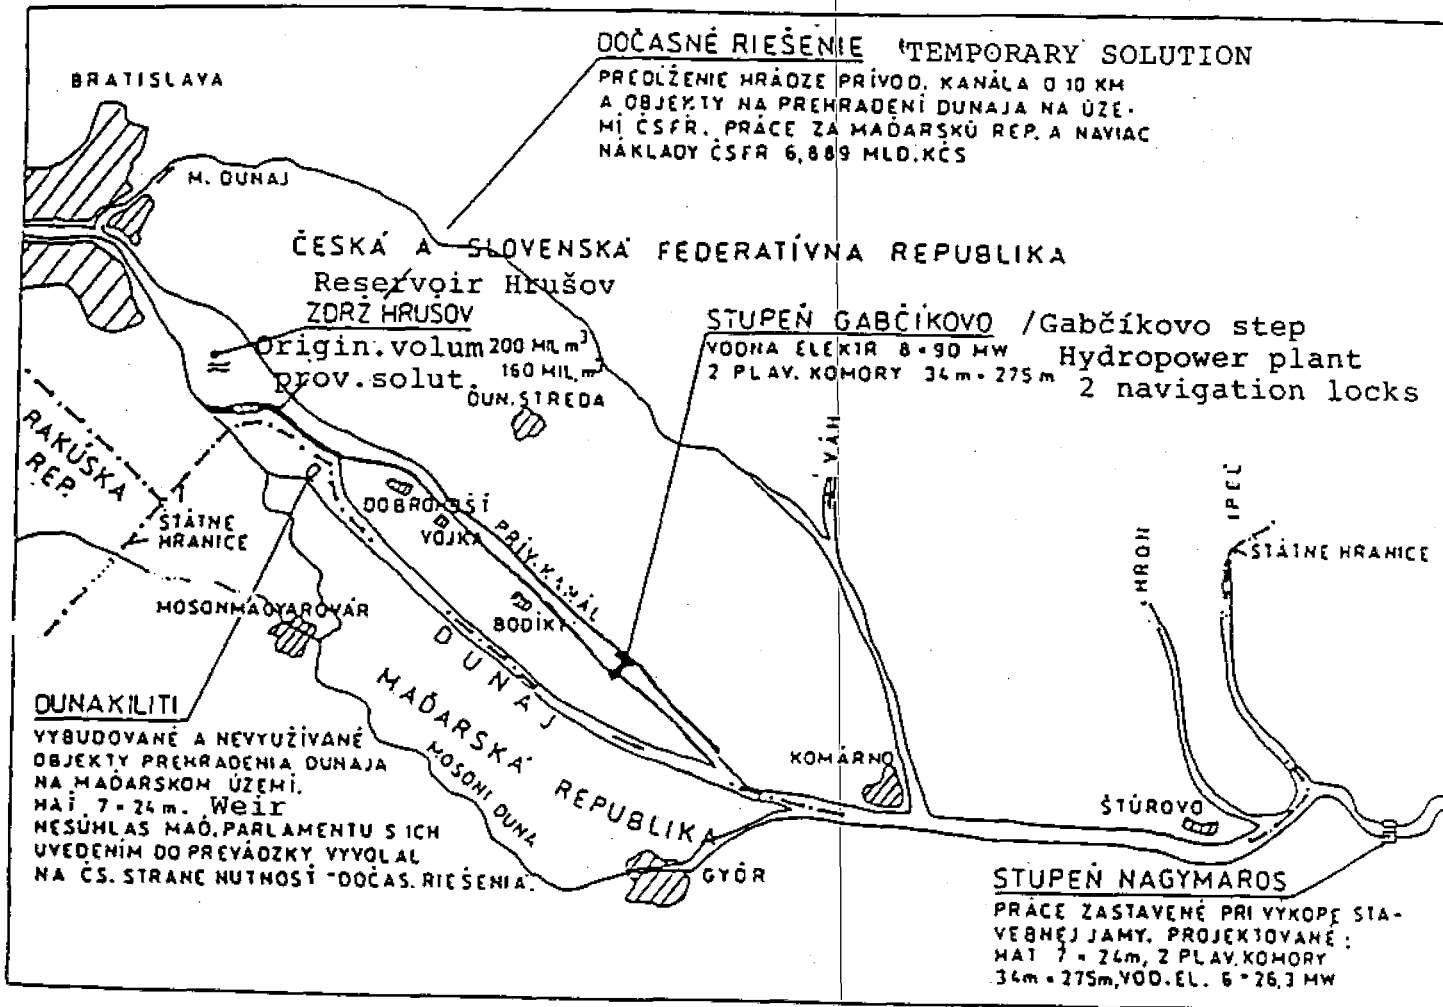 DOČASNÉ RIEŠENIE TEMPORARY SOLUTION
PREDLŽENIE HRÁDZE PRÍVOD. KANÁLA O 10 KM
A OBJEKTY NA PREHRADENÍ DUNAJA NA ÚZE-
MÍ ČSFR. PRÁCE ZA MAĎARSKÚ REP. A NAVIAC
NÁKLADY ČSFR 6,889 MLD. KČS
BRATISLAVA
M. DUNAJ
ČESKÁ A SLOVENSKÁ FEDERATÍVNA REPUBLIKA
Reservoir Hrušov
ZDRŽ HRUŠOV
Origin.volum 200 MIL. m³
prov.solut. 160 MIL. m³
STUPEŇ GABČÍKOVO /Gabčíkovo step
VODNA ELEKTR 8 × 90 MW Hydropower plant
2 PLAV. KOMORY 34 m × 275 m 2 navigation locks
DUN. STREDA
RAKÚSKA
REP.
ŠTÁTNE
HRANICE
VÁH
HRON
IPEĽ
ŠTÁTNE HRANICE
DOBROHOŠŤ
VOJKA
PRÍV. KANÁL
BODÍKY
MOSONMAGYAROVÁR
DUNAJ
MAĎARSKÁ REPUBLIKA
MOSONI DUNA
KOMÁRNO
ŠTÚROVO
GYÖR
DUNAKILITI
VYBUDOVANÉ A NEVYUŽÍVANÉ
OBJEKTY PREHRADENIA DUNAJA
NA MAĎARSKOM ÚZEMÍ.
HAŤ 7 × 24 m. Weir
NESÚHLAS MAĎ. PARLAMENTU S ICH
UVEDENÍM DO PREVÁDZKY VYVOLAL
NA ČS. STRANE NUTNOSŤ "DOČAS. RIEŠENIA.
STUPEŇ NAGYMAROS
PRÁCE ZASTAVENÉ PRI VÝKOPE STA-
VEBNEJ JAMY. PROJEKTOVANÉ:
HAŤ 7 × 24m, 2 PLAV. KOMORY
34m × 275m, VOD. EL. 6 × 26,3 MW